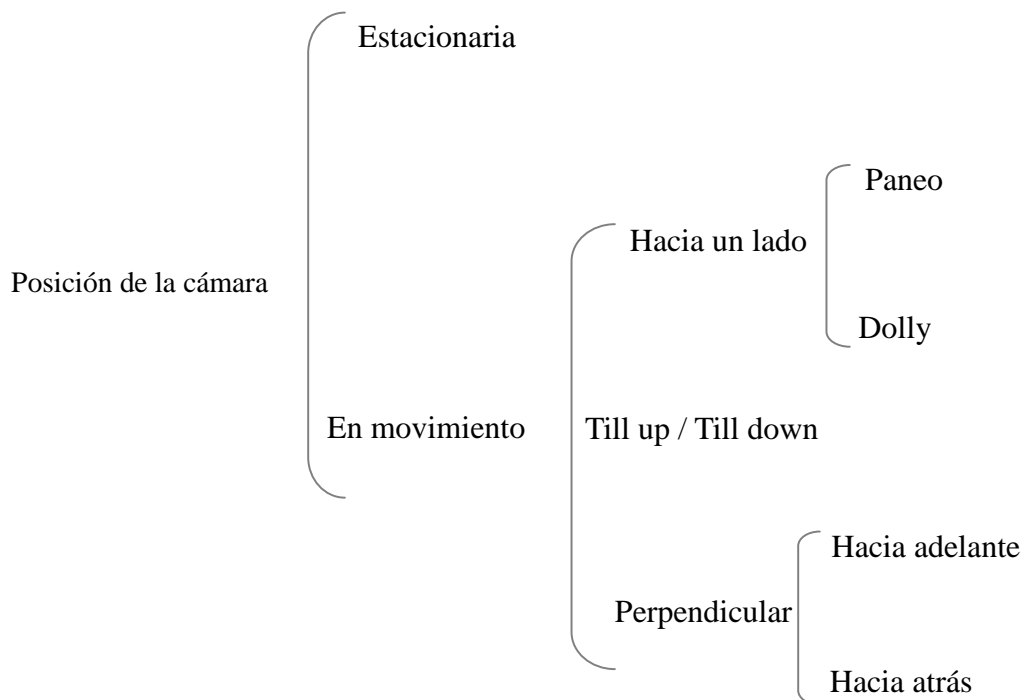 Estacionaria
Paneo
Hacia un lado
Posición de la cámara
Dolly
En movimiento
Till up / Till down
Hacia adelante
Perpendicular
Hacia atrás